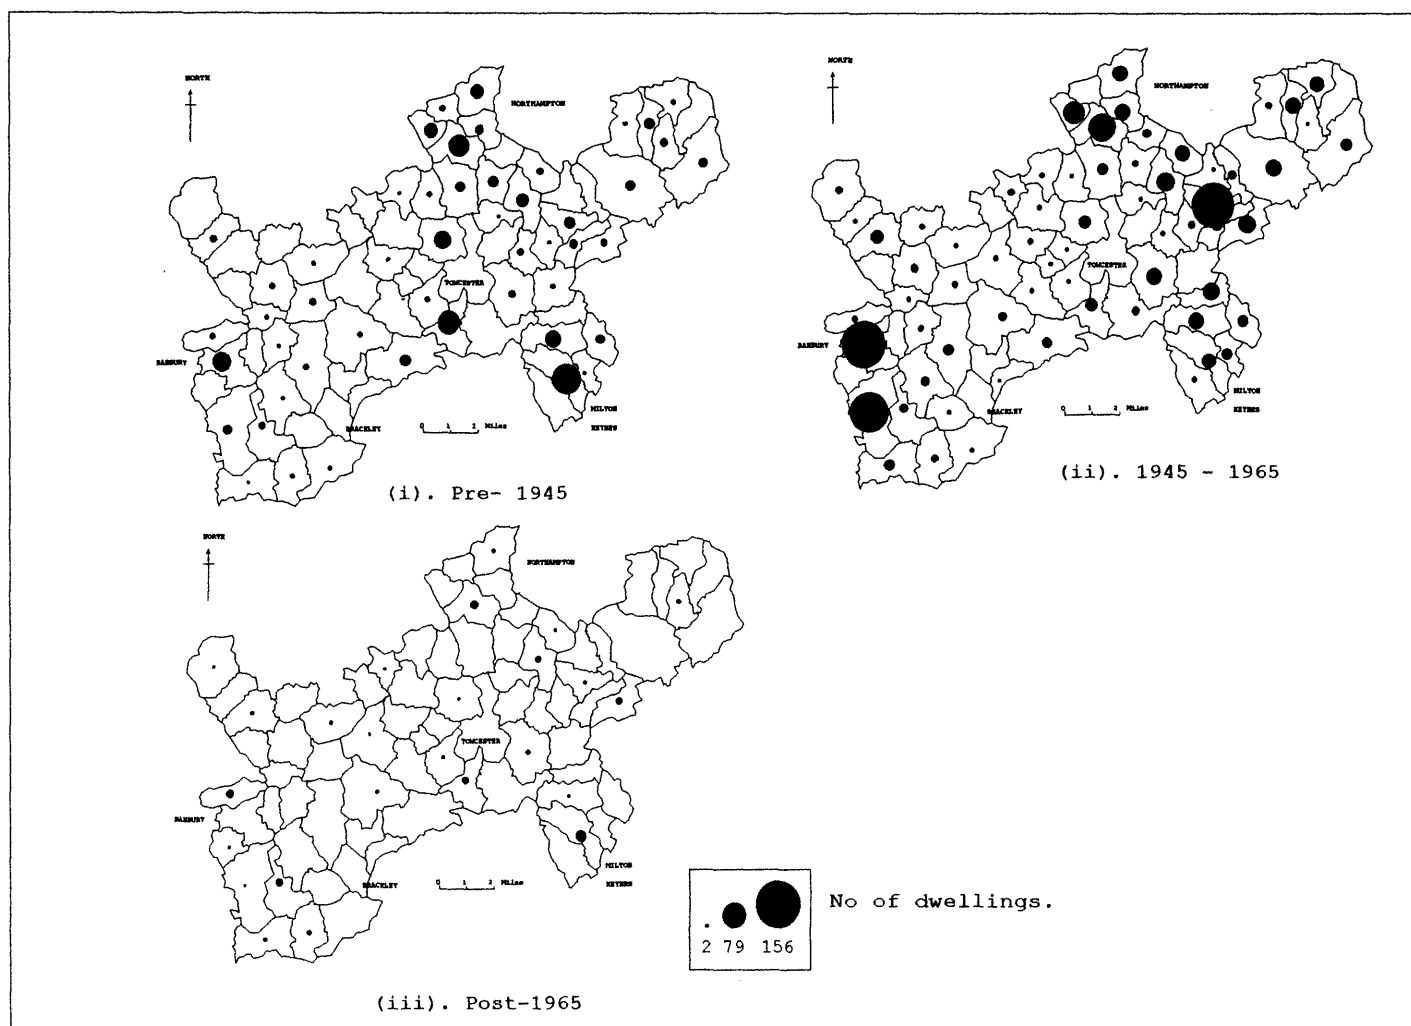 NORTH
NORTHAMPTON
TOWCESTER
BANBURY
BRACKLEY
0 1 2 Miles
MILTON
KEYNES
(i). Pre- 1945
NORTH
NORTHAMPTON
TOWCESTER
BANBURY
BRACKLEY
0 1 2 Miles
MILTON
KEYNES
(ii). 1945 - 1965
NORTH
NORTHAMPTON
TOWCESTER
BANBURY
BRACKLEY
0 1 2 Miles
MILTON
KEYNES
(iii). Post-1965
No of dwellings.
2 79 156